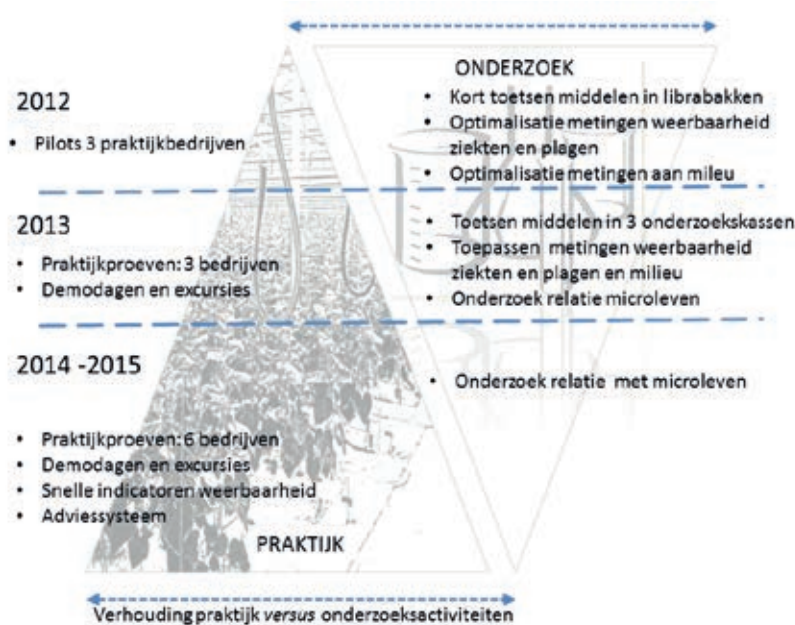 ONDERZOEK
2012
• Pilots 3 praktijkbedrijven
• Kort toetsen middelen in librabakken
• Optimalisatie metingen weerbaarheid
ziekten en plagen
• Optimalisatie metingen aan mileu
2013
• Praktijkproeven: 3 bedrijven
• Demodagen en excursies
• Toetsen middelen in 3 onderzoekskassen
• Toepassen metingen weerbaarheid
ziekten en plagen en milieu
• Onderzoek relatie microleven
2014 -2015
• Praktijkproeven: 6 bedrijven
• Demodagen en excursies
• Snelle indicatoren weerbaarheid
• Adviessysteem
• Onderzoek relatie met microleven
PRAKTIJK
Verhouding praktijk versus onderzoeksactiviteiten